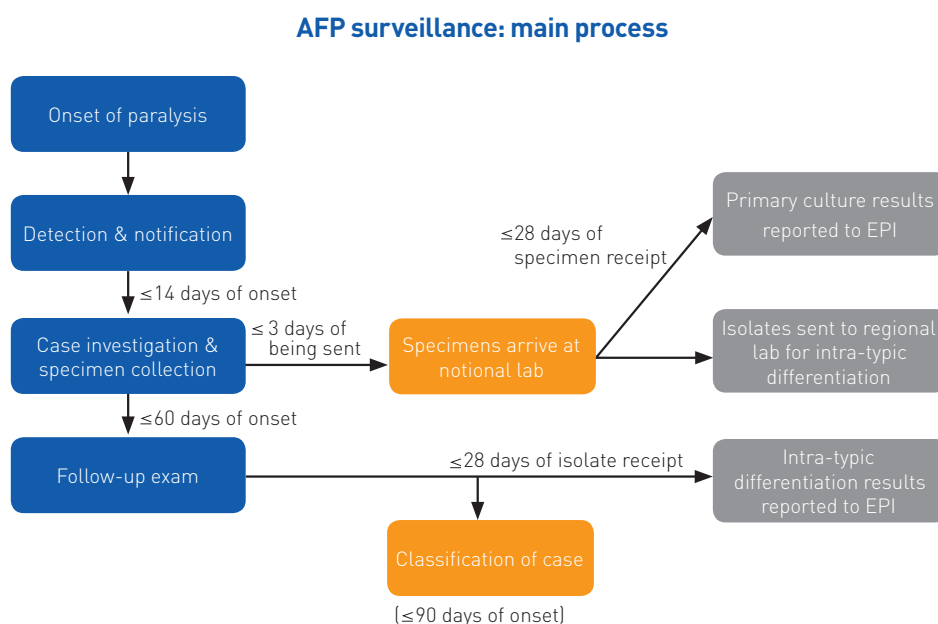 AFP surveillance: main process
Onset of paralysis
Detection & notification
≤14 days of onset
Case investigation &
specimen collection
≤ 3 days of
being sent
Specimens arrive at
notional lab
≤28 days of
specimen receipt
Primary culture results
reported to EPI
Isolates sent to regional
lab for intra-typic
differentiation
≤60 days of onset
Follow-up exam
≤28 days of isolate receipt
Intra-typic
differentiation results
reported to EPI
Classification of case
(≤90 days of onset)